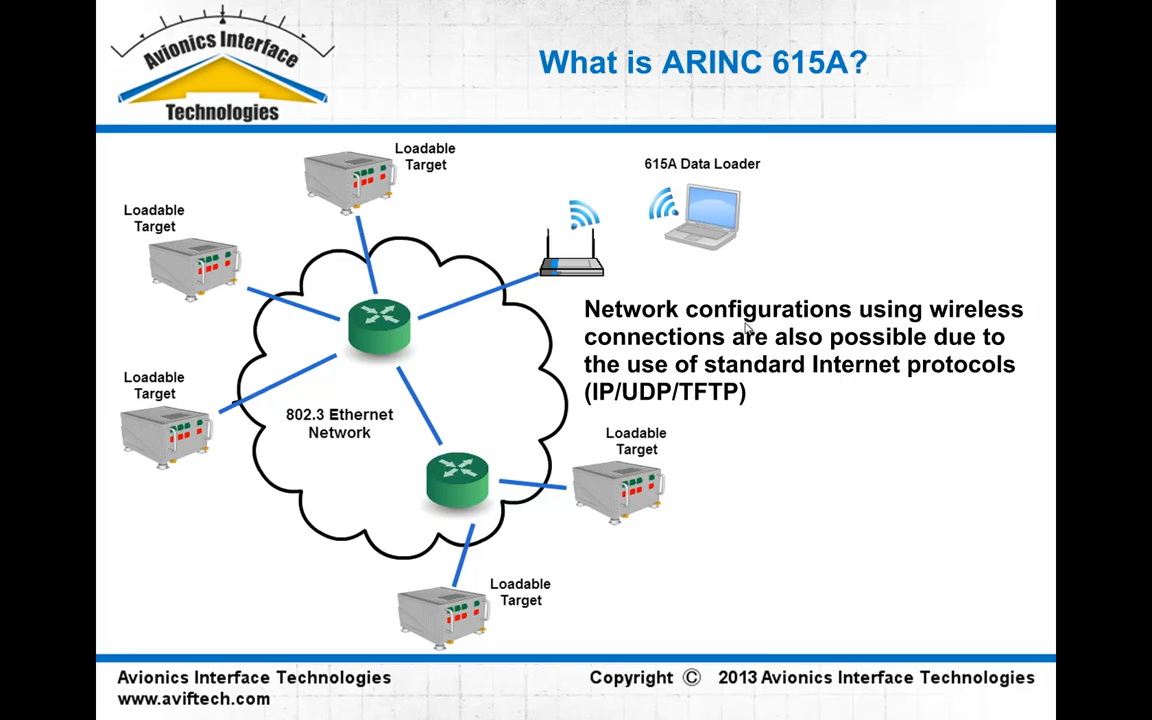 Avionics Interface
Technologies
What is ARINC 615A?
Loadable
Target
615A Data Loader
Loadable
Target
Network configurations using wireless
connections are also possible due to
the use of standard Internet protocols
(IP/UDP/TFTP)
Loadable
Target
802.3 Ethernet
Network
Loadable
Target
Loadable
Target
Avionics Interface Technologies
www.aviftech.com
Copyright © 2013 Avionics Interface Technologies